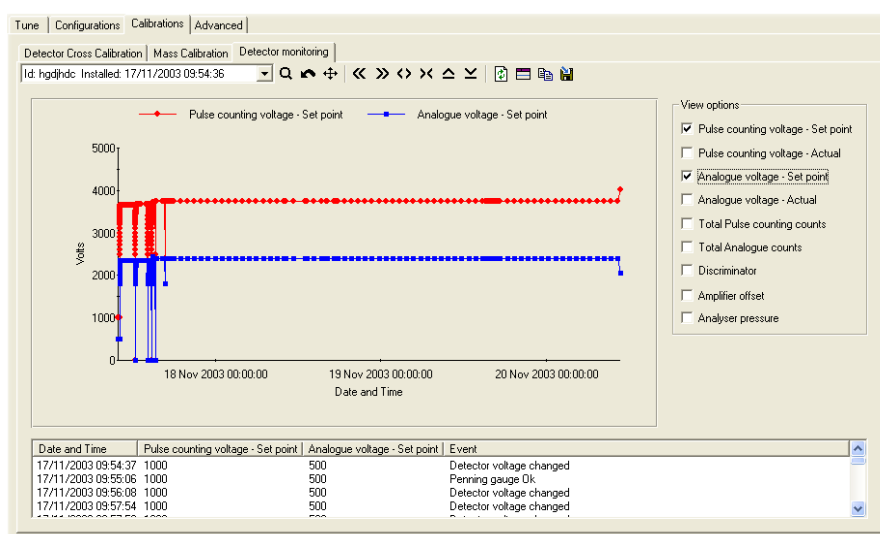 Tune Configurations Calibrations Advanced
Detector Cross Calibration Mass Calibration Detector monitoring
Id: hgdjhdc Installed: 17/11/2003 09:54:36
Pulse counting voltage - Set point Analogue voltage - Set point
5000
4000
3000
2000
1000
0
Volts
18 Nov 2003 00:00:00 19 Nov 2003 00:00:00 20 Nov 2003 00:00:00
Date and Time
View options
Pulse counting voltage - Set point
Pulse counting voltage - Actual
Analogue voltage - Set point
Analogue voltage - Actual
Total Pulse counting counts
Total Analogue counts
Discriminator
Amplifier offset
Analyser pressure
Date and Time Pulse counting voltage - Set point Analogue voltage - Set point Event
17/11/2003 09:54:37 1000 500 Detector voltage changed
17/11/2003 09:55:06 1000 500 Penning gauge Ok
17/11/2003 09:56:08 1000 500 Detector voltage changed
17/11/2003 09:57:54 1000 500 Detector voltage changed